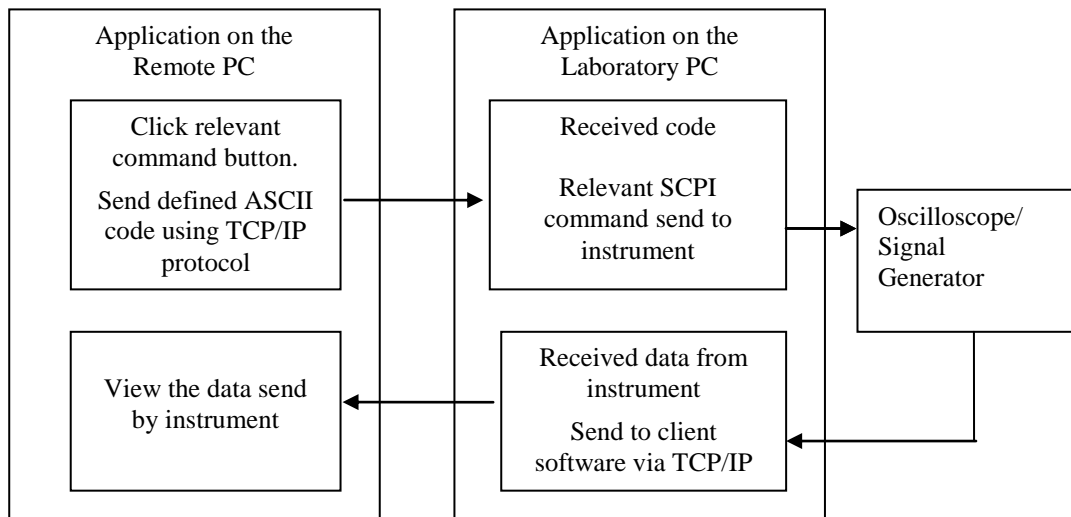 Application on the
Remote PC
Click relevant
command button.
Send defined ASCII
code using TCP/IP
protocol
View the data send
by instrument
Application on the
Laboratory PC
Received code
Relevant SCPI
command send to
instrument
Received data from
instrument
Send to client
software via TCP/IP
Oscilloscope/
Signal
Generator